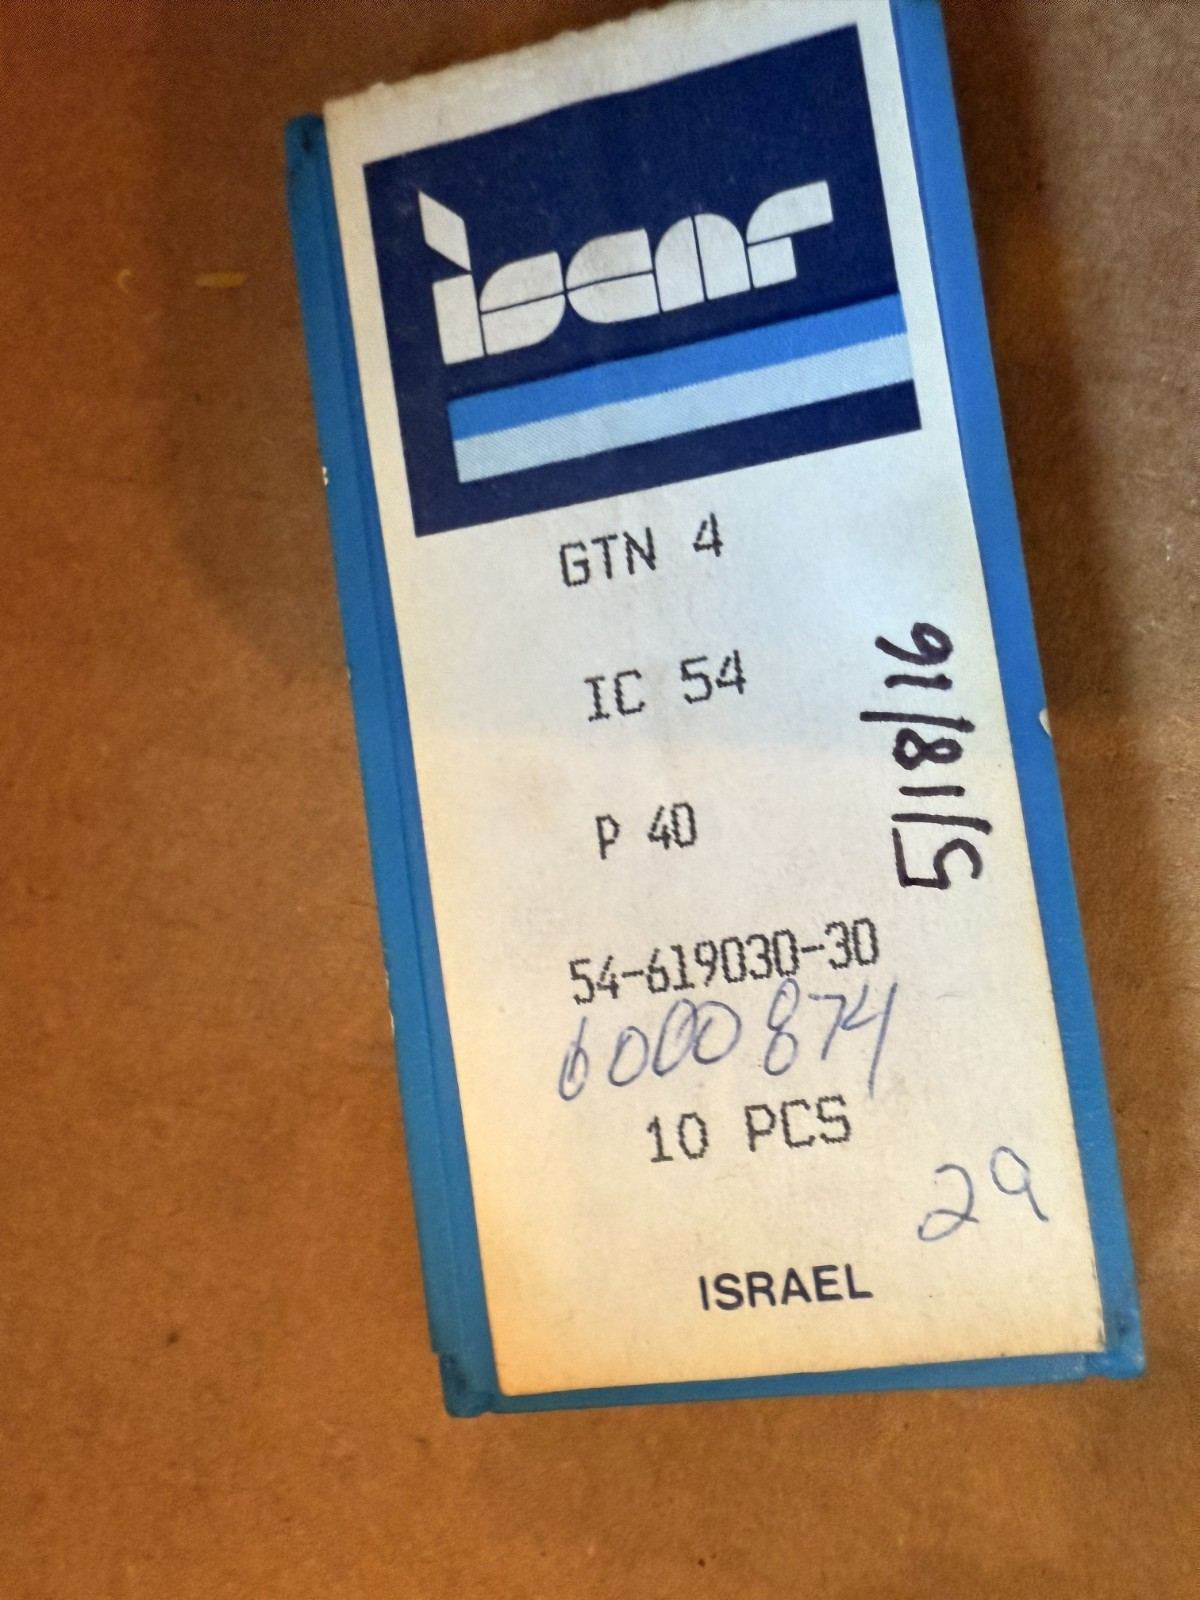 iscar
GTN 4
IC 54
P 40
54-619030-30
6000874
10 PCS
29
ISRAEL
5/18/16